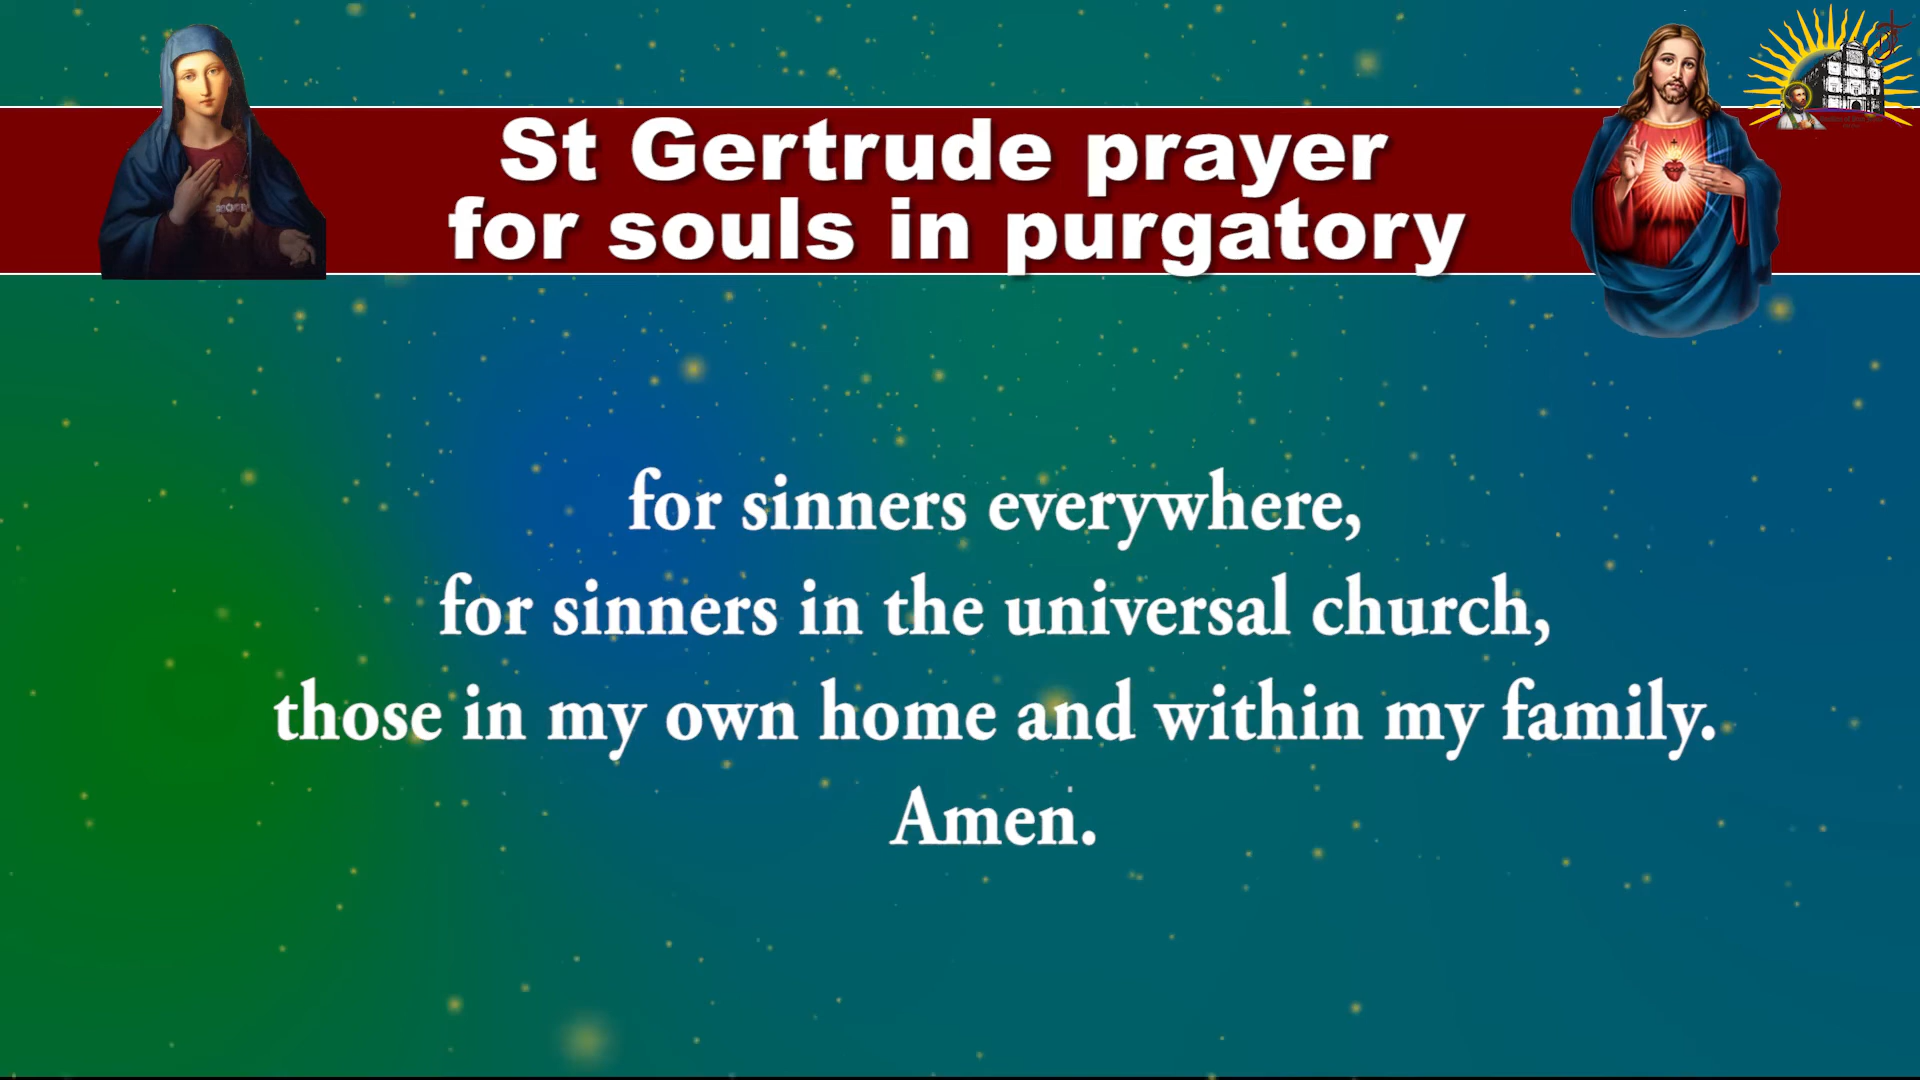 St Gertrude prayer
for souls in purgatory
for sinners everywhere,
for sinners in the universal church,
those in my own home and within my family.
Amen.